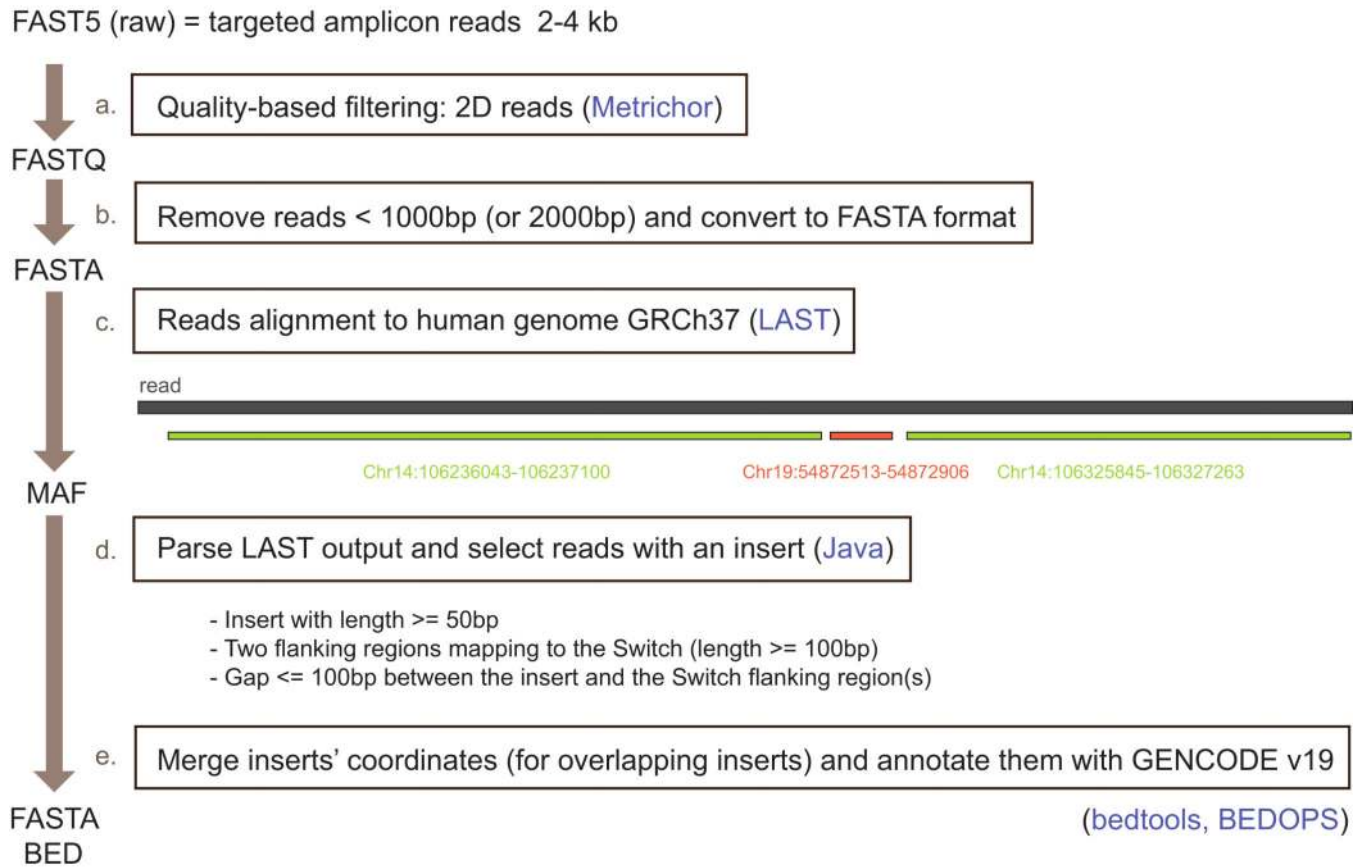 FAST5 (raw) = targeted amplicon reads 2-4 kb
a. Quality-based filtering: 2D reads (Metrichor)
FASTQ
b. Remove reads < 1000bp (or 2000bp) and convert to FASTA format
FASTA
c. Reads alignment to human genome GRCh37 (LAST)
read
Chr14:106236043-106237100 Chr19:54872513-54872906 Chr14:106325845-106327263
MAF
d. Parse LAST output and select reads with an insert (Java)
- Insert with length >= 50bp
- Two flanking regions mapping to the Switch (length >= 100bp)
- Gap <= 100bp between the insert and the Switch flanking region(s)
e. Merge inserts' coordinates (for overlapping inserts) and annotate them with GENCODE v19
(bedtools, BEDOPS)
FASTA
BED